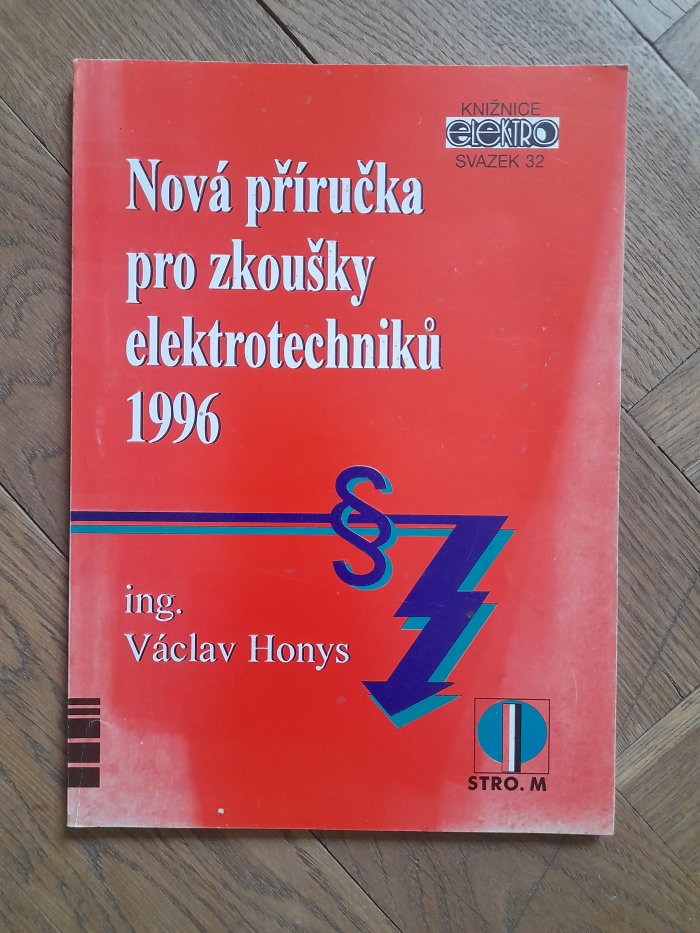 KNIŽNICE
ELEKTRO
SVAZEK 32
Nová příručka
pro zkoušky
elektrotechniků
1996
§
ing.
Václav Honys
STRO. M